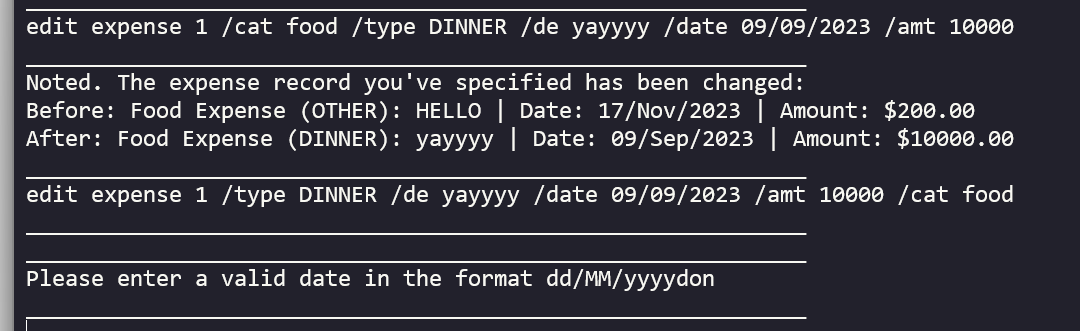 edit expense 1 /cat food /type DINNER /de yayyyy /date 09/09/2023 /amt 10000
Noted. The expense record you've specified has been changed:
Before: Food Expense (OTHER): HELLO | Date: 17/Nov/2023 | Amount: $200.00
After: Food Expense (DINNER): yayyyy | Date: 09/Sep/2023 | Amount: $10000.00
edit expense 1 /type DINNER /de yayyyy /date 09/09/2023 /amt 10000 /cat food
Please enter a valid date in the format dd/MM/yyyydon